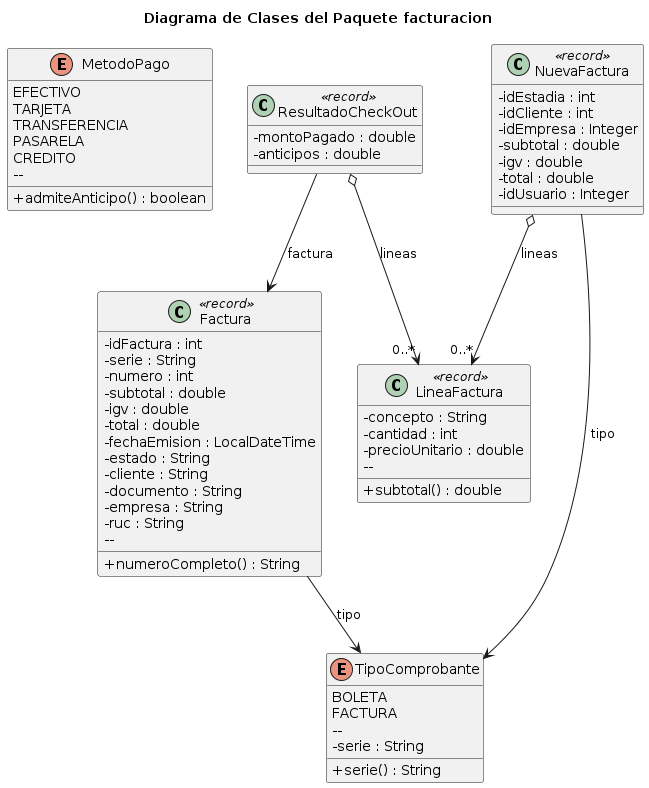 Diagrama de Clases del Paquete facturacion
E MetodoPago
EFECTIVO
TARJETA
TRANSFERENCIA
PASARELA
CREDITO
--
+admiteAnticipo() : boolean
C «record»
ResultadoCheckOut
-montoPagado : double
-anticipos : double
C «record»
NuevaFactura
-idEstadia : int
-idCliente : int
-idEmpresa : Integer
-subtotal : double
-igv : double
-total : double
-idUsuario : Integer
factura
lineas
lineas
0..*
0..*
C «record»
Factura
-idFactura : int
-serie : String
-numero : int
-subtotal : double
-igv : double
-total : double
-fechaEmision : LocalDateTime
-estado : String
-cliente : String
-documento : String
-empresa : String
-ruc : String
--
+numeroCompleto() : String
C «record»
LineaFactura
-concepto : String
-cantidad : int
-precioUnitario : double
--
+subtotal() : double
tipo
tipo
E TipoComprobante
BOLETA
FACTURA
--
-serie : String
+serie() : String